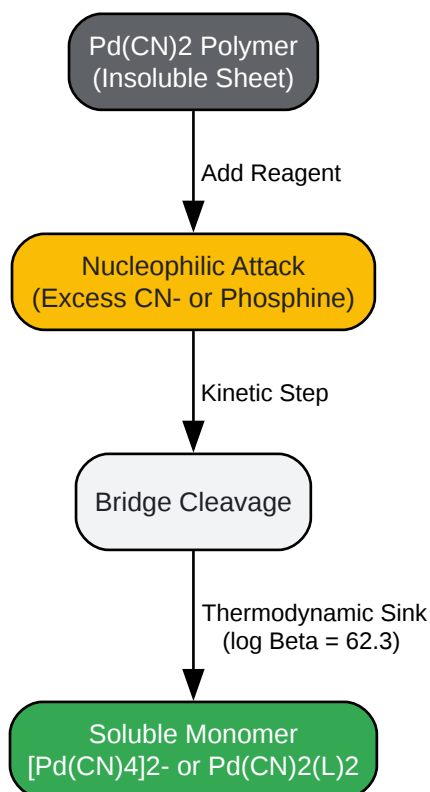 Pd(CN)2 Polymer
(Insoluble Sheet)
Add Reagent
Nucleophilic Attack
(Excess CN- or Phosphine)
Kinetic Step
Bridge Cleavage
Thermodynamic Sink
(log Beta = 62.3)
Soluble Monomer
[Pd(CN)4]2- or Pd(CN)2(L)2